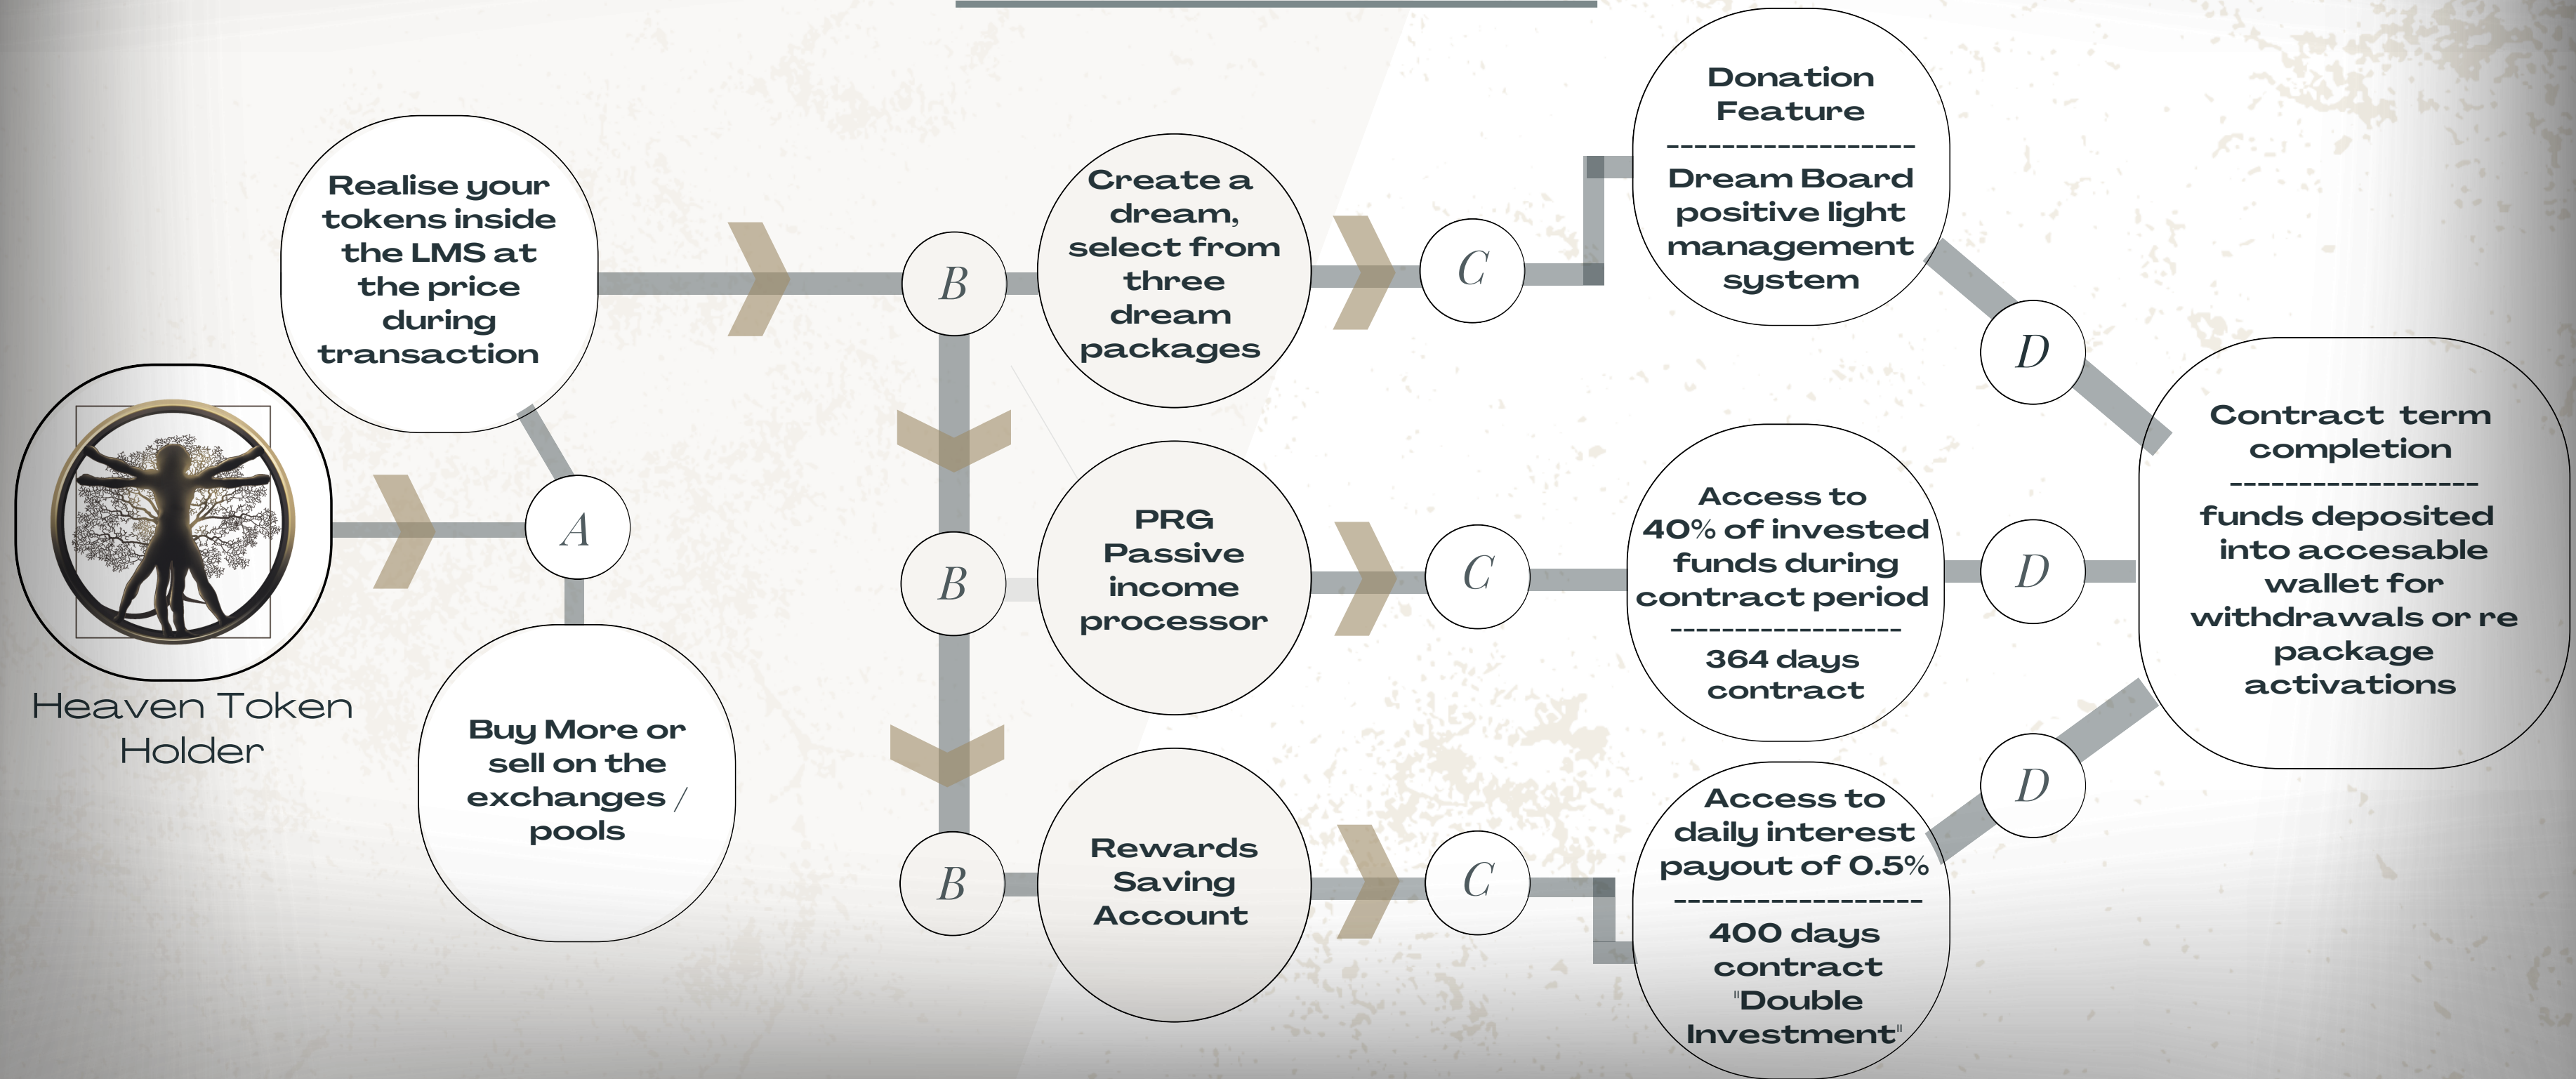 Heaven Token
Holder
A
Realise your
tokens inside
the LMS at
the price
during
transaction
Buy More or
sell on the
exchanges /
pools
B
Create a
dream,
select from
three
dream
packages
C
Donation
Feature
------------------
Dream Board
positive light
management
system
D
B
PRG
Passive
income
processor
C
Access to
40% of invested
funds during
contract period
------------------
364 days
contract
D
B
Rewards
Saving
Account
C
Access to
daily interest
payout of 0.5%
------------------
400 days
contract
"Double
Investment"
D
Contract term
completion
------------------
funds deposited
into accesable
wallet for
withdrawals or re
package
activations